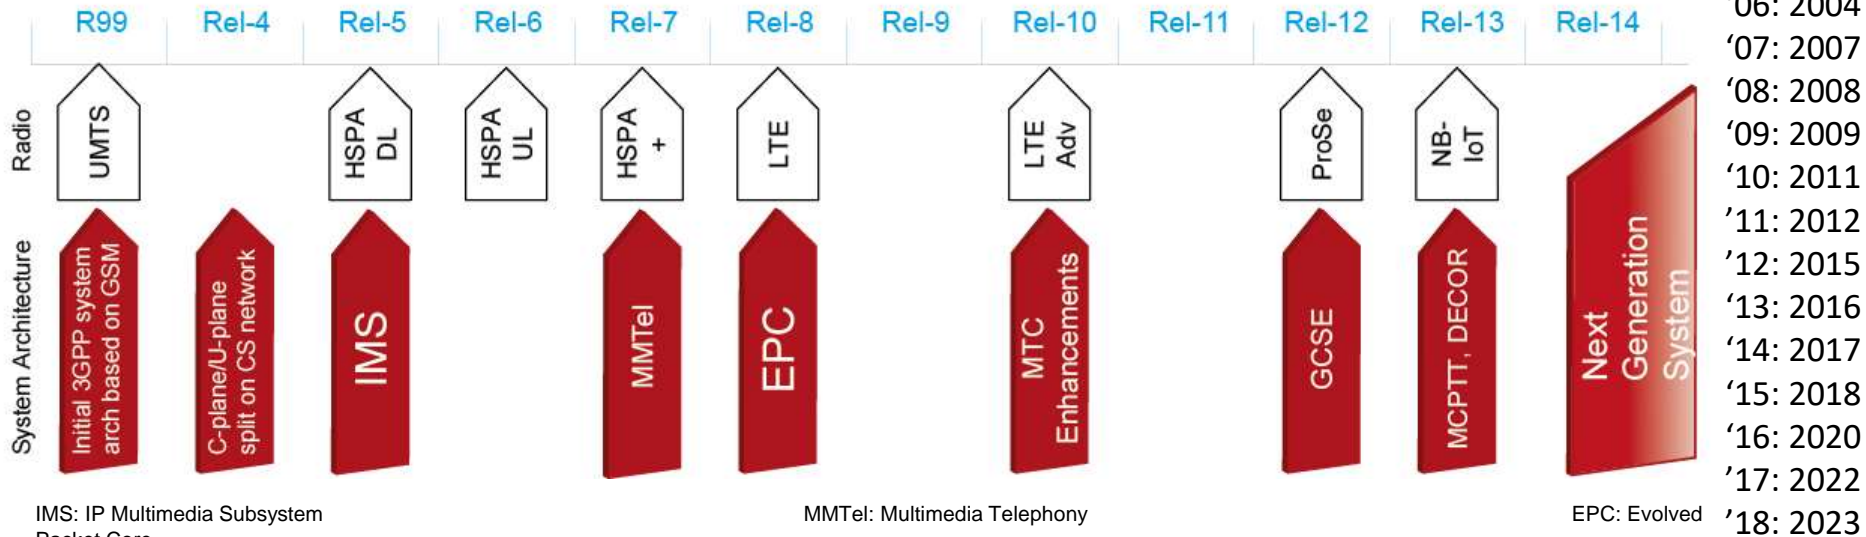 R99 Rel-4 Rel-5 Rel-6 Rel-7 Rel-8 Rel-9 Rel-10 Rel-11 Rel-12 Rel-13 Rel-14
Radio
UMTS
HSPA
DL
HSPA
UL
HSPA
+
LTE
LTE
Adv
ProSe
NB-
IoT
System Architecture
Initial 3GPP system
arch based on GSM
C-plane/U-plane
split on CS network
IMS
MMTel
EPC
MTC
Enhancements
GCSE
MCPTT, DECOR
Next
Generation
System
IMS: IP Multimedia Subsystem MMTel: Multimedia Telephony EPC: Evolved
Packet Core
‘06: 2004
‘07: 2007
‘08: 2008
‘09: 2009
‘10: 2011
’11: 2012
’12: 2015
‘13: 2016
‘14: 2017
‘15: 2018
‘16: 2020
’17: 2022
’18: 2023